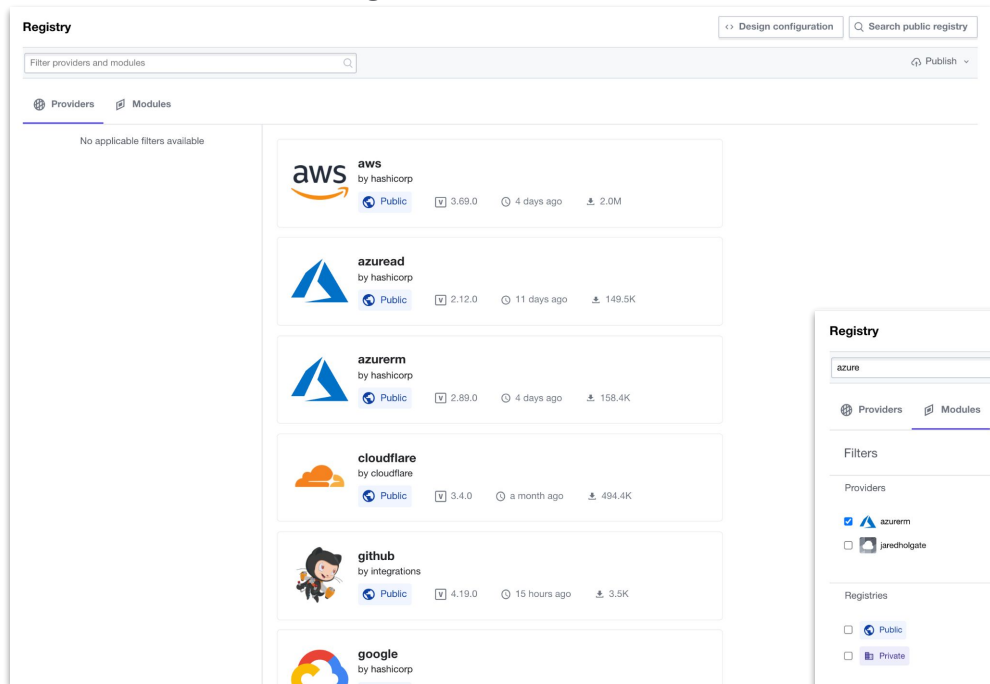 Registry
Design configuration
Search public registry
Filter providers and modules
Publish
Providers
Modules
No applicable filters available
aws
aws
by hashicorp
Public
V 3.69.0
4 days ago
2.0M
azuread
by hashicorp
Public
V 2.12.0
11 days ago
149.5K
azurerm
by hashicorp
Public
V 2.89.0
4 days ago
158.4K
cloudflare
by cloudflare
Public
V 3.4.0
a month ago
494.4K
github
by integrations
Public
V 4.19.0
15 hours ago
3.5K
google
by hashicorp
Registry
azure
Providers
Modules
Filters
Providers
azurerm
jaredholgate
Registries
Public
Private